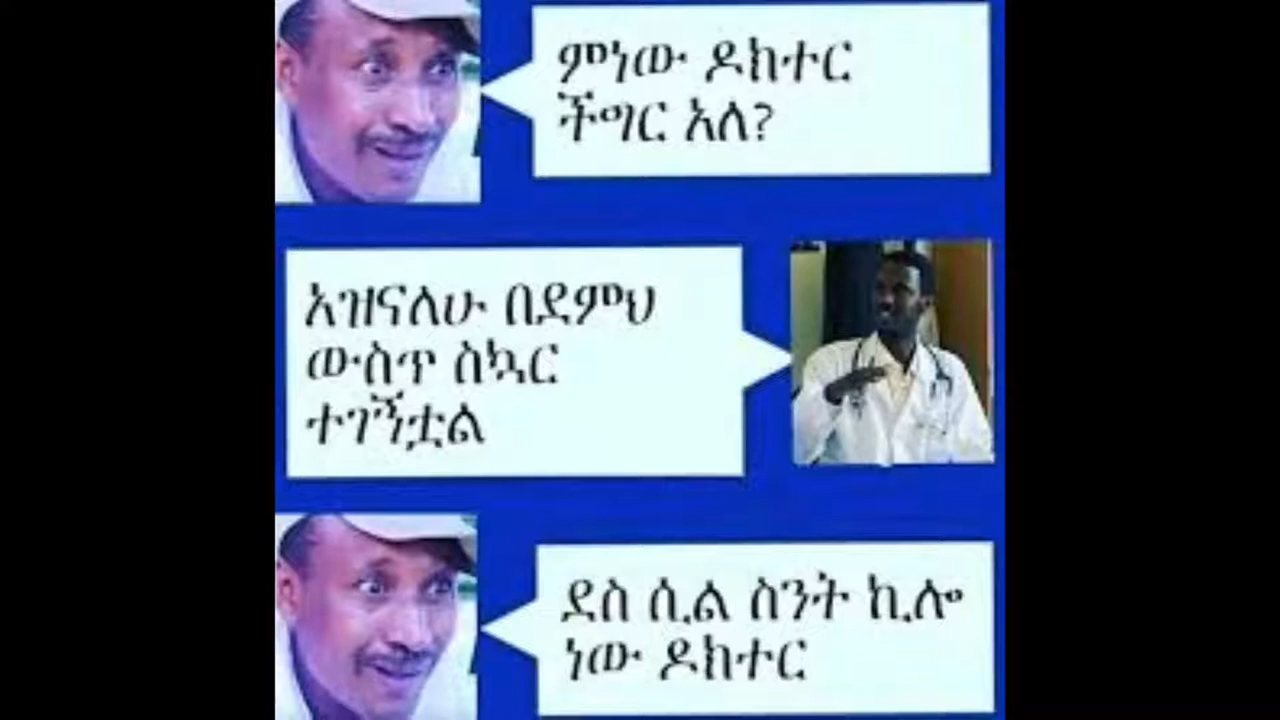 ምነው ዶክተር
ችግር አለ?
አዝናለሁ በደምህ
ውስጥ ስኳር
ተገኝቷል
ደስ ሲል ስንት ኪሎ
ነው ዶክተር